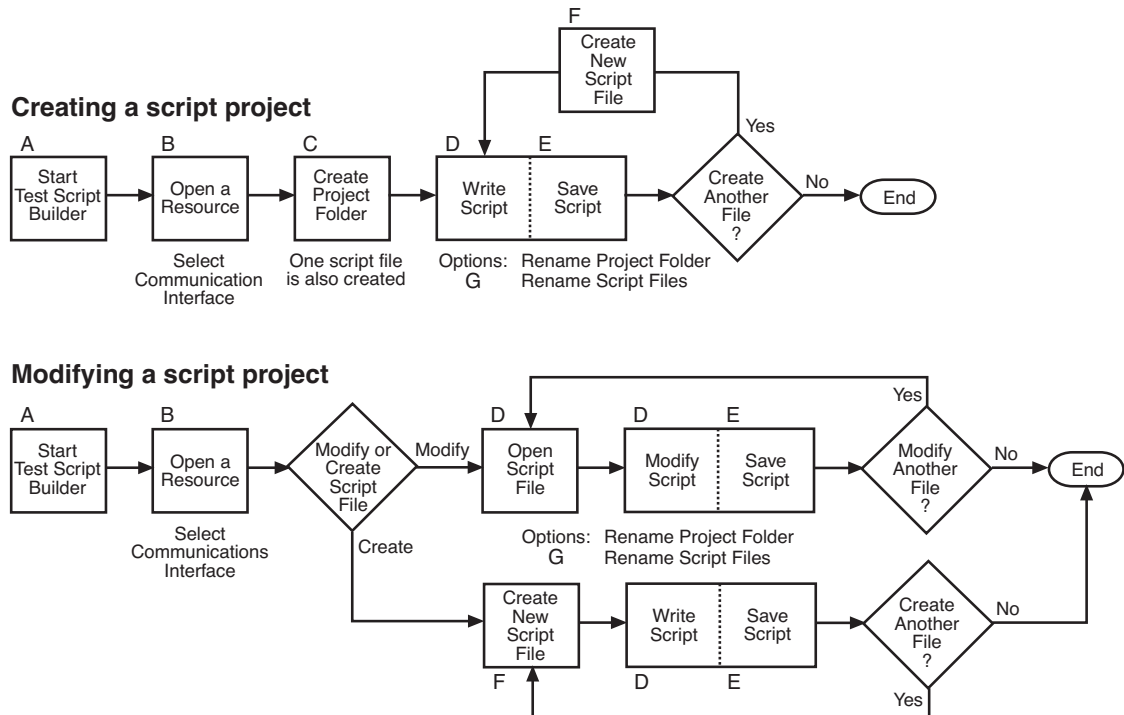 F
Create
New
Script
File
Creating a script project
A
B
C
D
E
Yes
Start
Test Script
Builder
Open a
Resource
Create
Project
Folder
Write
Script
Save
Script
Create
Another
File
?
No
End
Select
Communication
Interface
One script file
is also created
Options: Rename Project Folder
G Rename Script Files
Modifying a script project
A
B
D
D
E
Yes
Start
Test Script
Builder
Open a
Resource
Modify or
Create
Script
File
Modify
Open
Script
File
Modify
Script
Save
Script
Modify
Another
File
?
No
End
Select
Communications
Interface
Create
Options: Rename Project Folder
G Rename Script Files
Create
New
Script
File
Write
Script
Save
Script
Create
Another
File
?
No
F
D
E
Yes